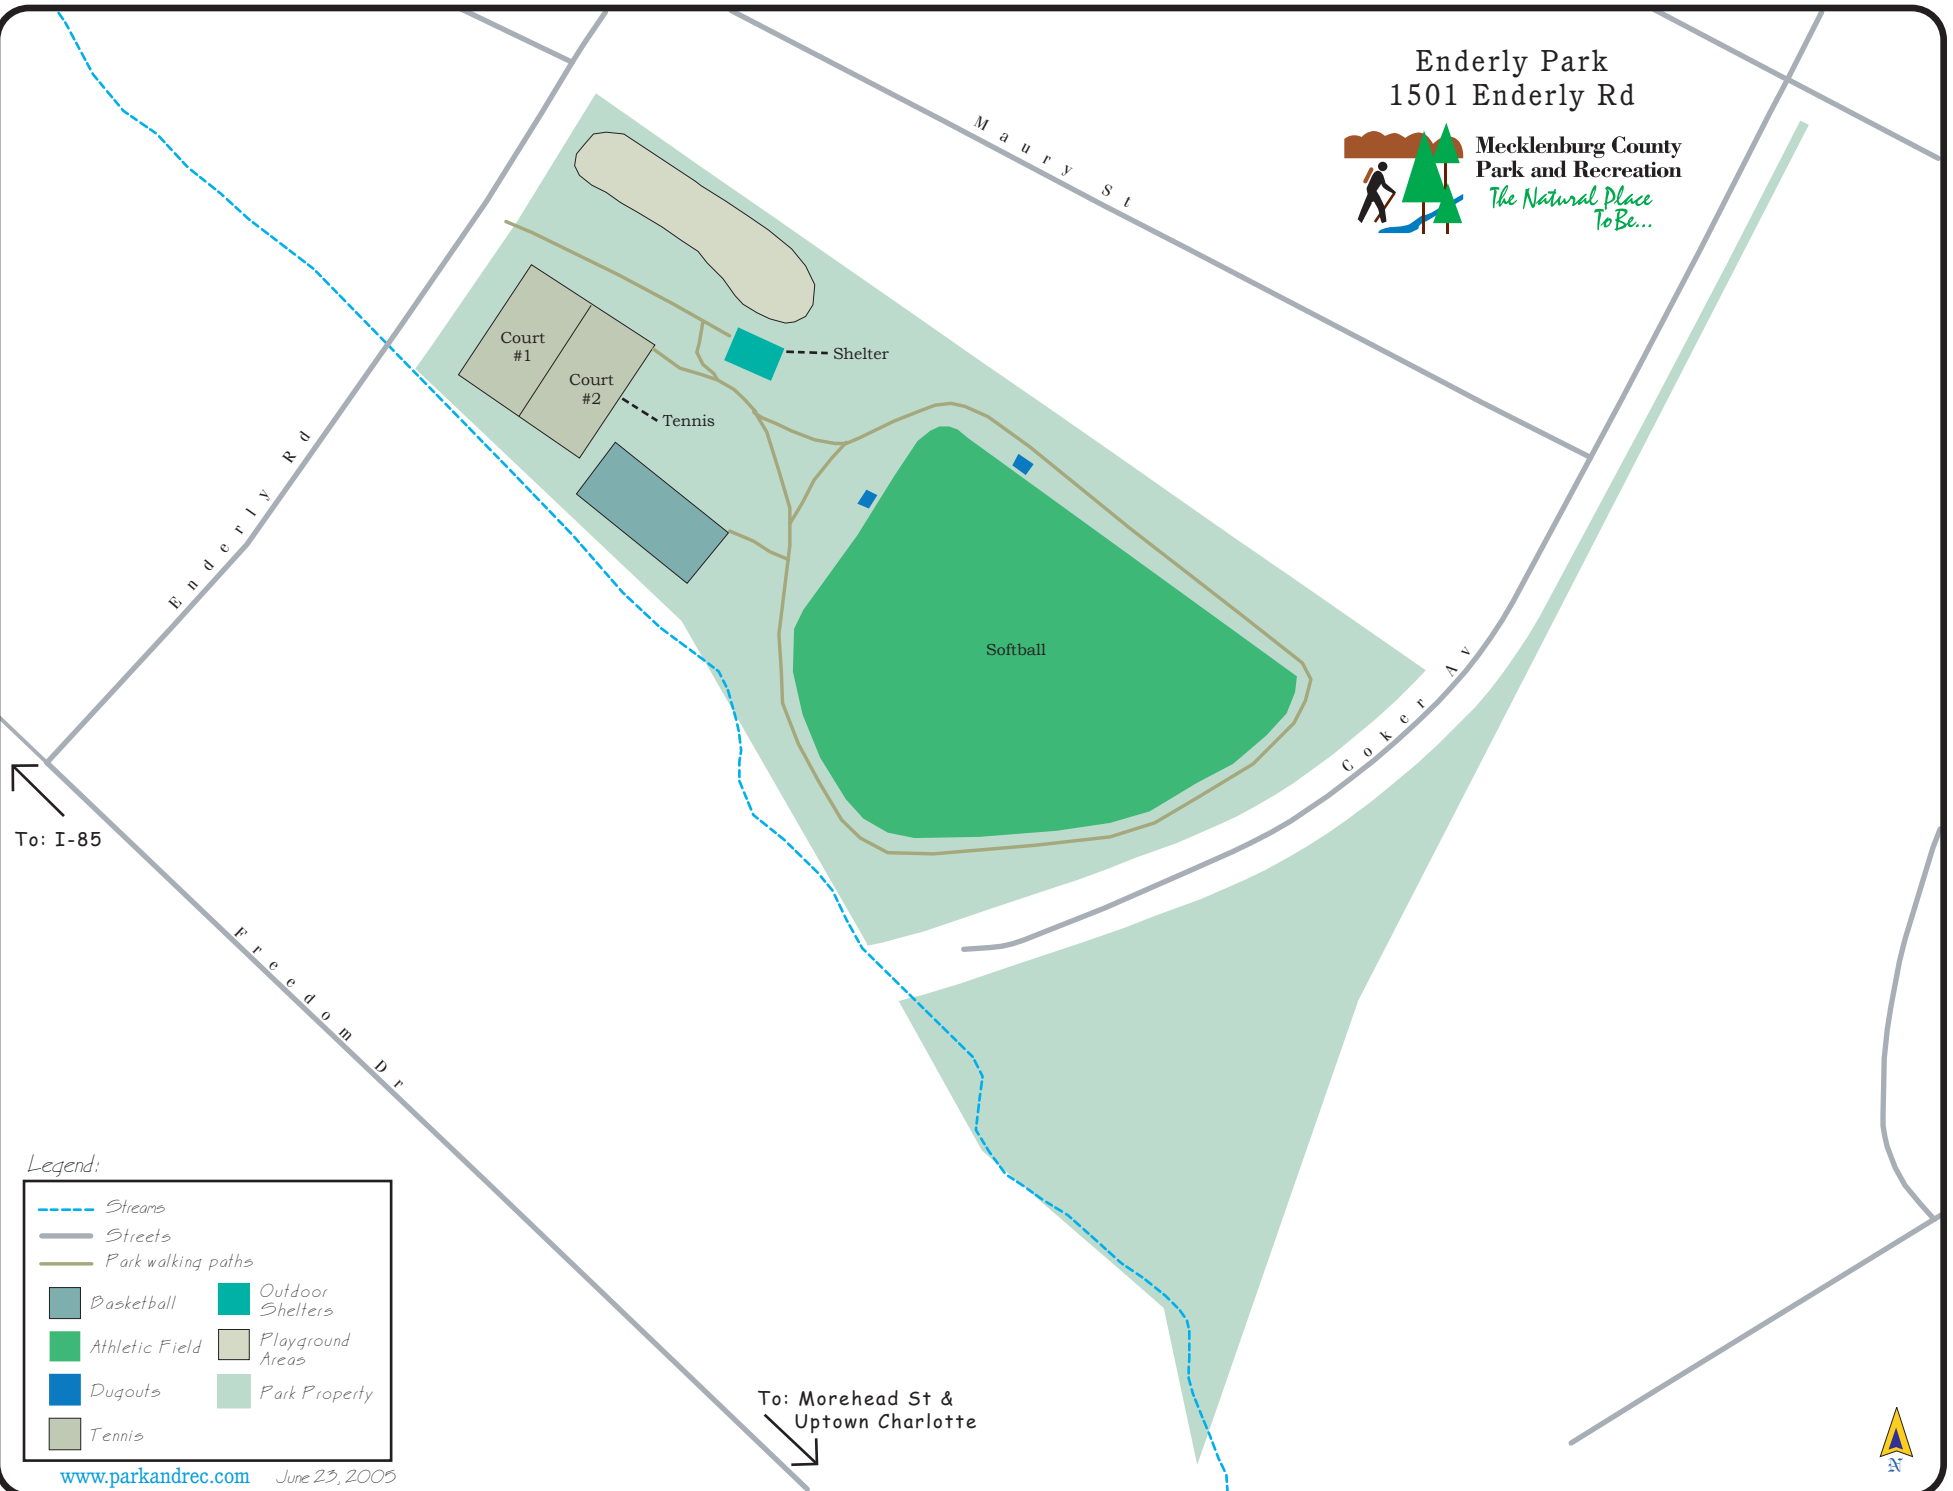 Enderly Park
1501 Enderly Rd
Mecklenburg County
Park and Recreation
The Natural Place
To Be...
Maury St
Court
#1
Court
#2
Shelter
Tennis
Enderly Rd
Softball
Coker Av
To: I-85
Freedom Dr
Legend:
Streams
Streets
Park walking paths
Basketball
Outdoor
Shelters
Athletic Field
Playground
Areas
Dugouts
Park Property
Tennis
www.parkandrec.com
June 23, 2005
To: Morehead St &
Uptown Charlotte
N